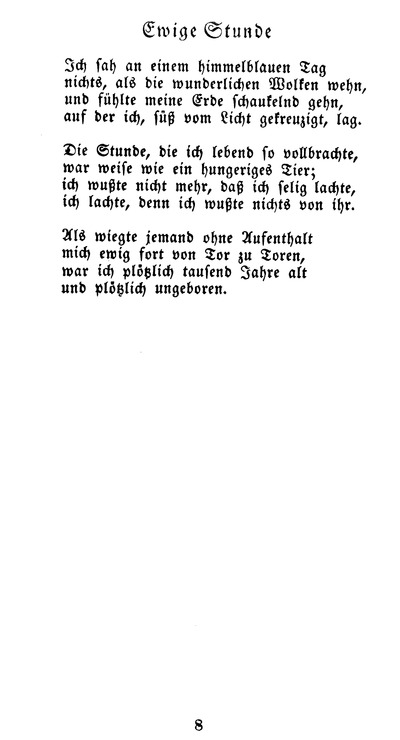 Ewige Stunde
Ich sah an einem himmelblauen Tag
nichts, als die wunderlichen Wolken wehn,
und fühlte meine Erde schaukelnd gehn,
auf der ich, süß vom Licht gekreuzigt, lag.
Die Stunde, die ich lebend so vollbrachte,
war weise wie ein hungeriges Tier;
ich wußte nicht mehr, daß ich selig lachte,
ich lachte, denn ich wußte nichts von ihr.
Als wiegte jemand ohne Aufenthalt
mich ewig fort von Tor zu Toren,
war ich plötzlich tausend Jahre alt
und plötzlich ungeboren.
8